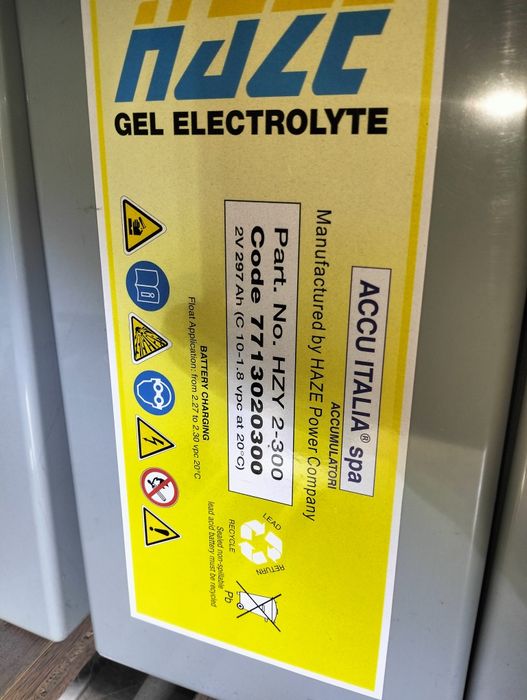 HAZE
GEL ELECTROLYTE
ACCU ITALIA® spa
ACCUMULATORI
Manufactured by HAZE Power Company
Part. No. HZY 2-300
Code 7713020300
2V 297 Ah (C 10-1.8 vpc at 20°C)
BATTERY CHARGING
Float Application: from 2.27 to 2.30 vpc 20°C
LEAD
RETURN
RECYCLE
Pb
Sealed non-spillable
lead acid battery must be recycled